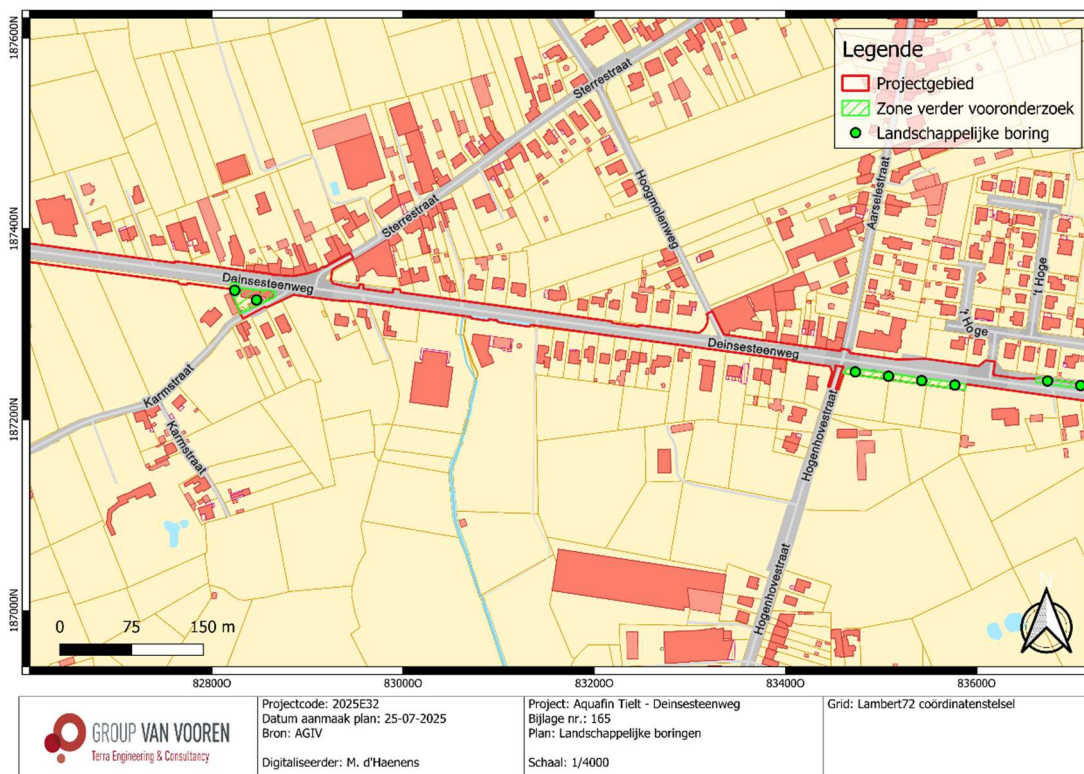 187600N
187400N
187200N
187000N
Legende
Projectgebied
Zone verder vooronderzoek
Landschappelijke boring
Sterrestraat
Sterrestraat
Hoogmolenweg
Aarselestraat
't Hoge
't Hoge
Deinsesteenweg
Deinsesteenweg
Karmstraat
Karmstraat
Hogenhovestraat
Hogenhovestraat
N
0 75 150 m
828000 830000 832000 834000 836000
GROUP VAN VOOREN
Terra Engineering & Consultancy
Projectcode: 2025E32
Datum aanmaak plan: 25-07-2025
Bron: AGIV
Digitaliseerder: M. d'Haenens
Project: Aquafin Tielt - Deinsesteenweg
Bijlage nr.: 165
Plan: Landschappelijke boringen
Schaal: 1/4000
Grid: Lambert72 coördinatenstelsel